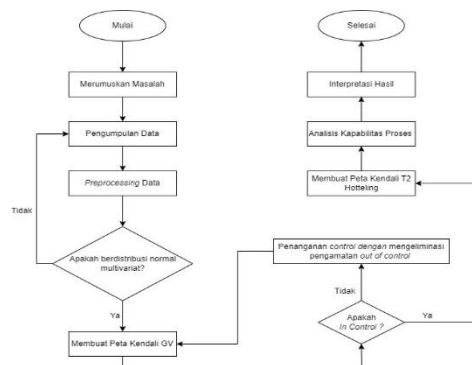 Mulai
Merumuskan Masalah
Pengumpulan Data
Preprocessing Data
Tidak
Apakah berdistribusi normal
multivariat?
Ya
Membuat Peta Kendali GV
Selesai
Interpretasi Hasil
Analisis Kapabilitas Proses
Membuat Peta Kendali T2
Hotteling
Penanganan control dengan mengeliminasi
pengamatan out of control
Tidak
Apakah
In Control ?
Ya